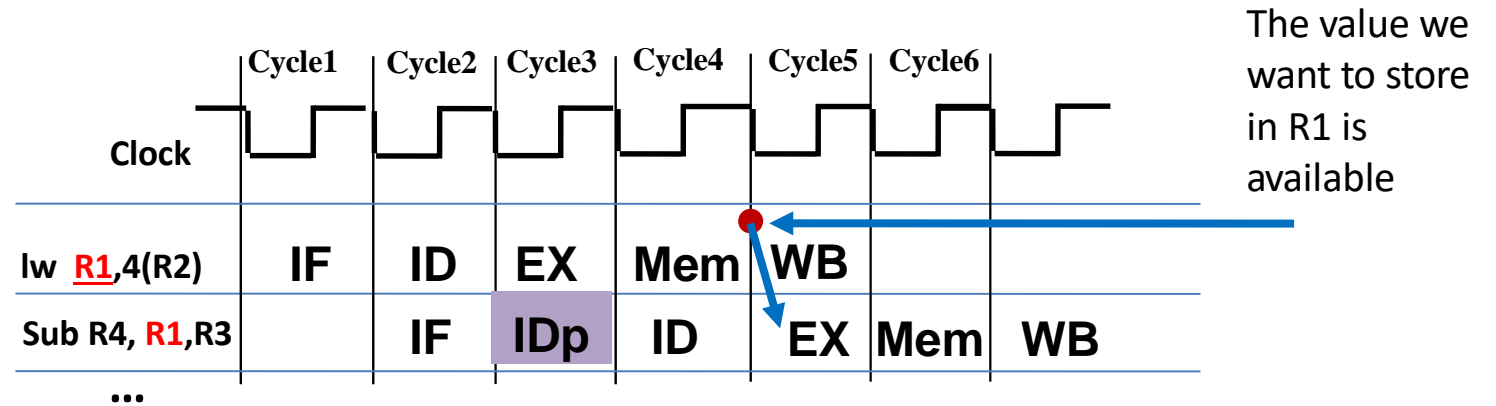 The value we
want to store
in R1 is
available
Cycle1 Cycle2 Cycle3 Cycle4 Cycle5 Cycle6
Clock
lw R1,4(R2) IF ID EX Mem WB
Sub R4, R1,R3 IF IDp ID EX Mem WB
...